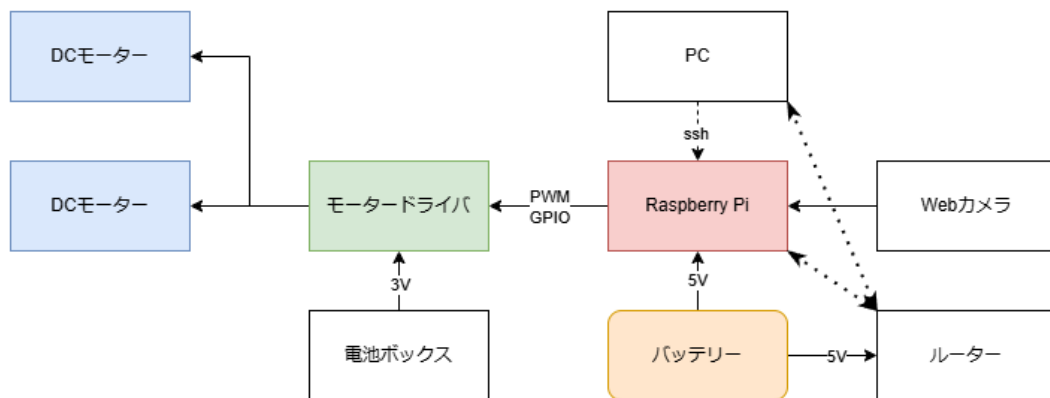 DCモーター
PC
ssh
DCモーター
モータードライバ
PWM
GPIO
Raspberry Pi
Webカメラ
3V
5V
電池ボックス
バッテリー
5V
ルーター